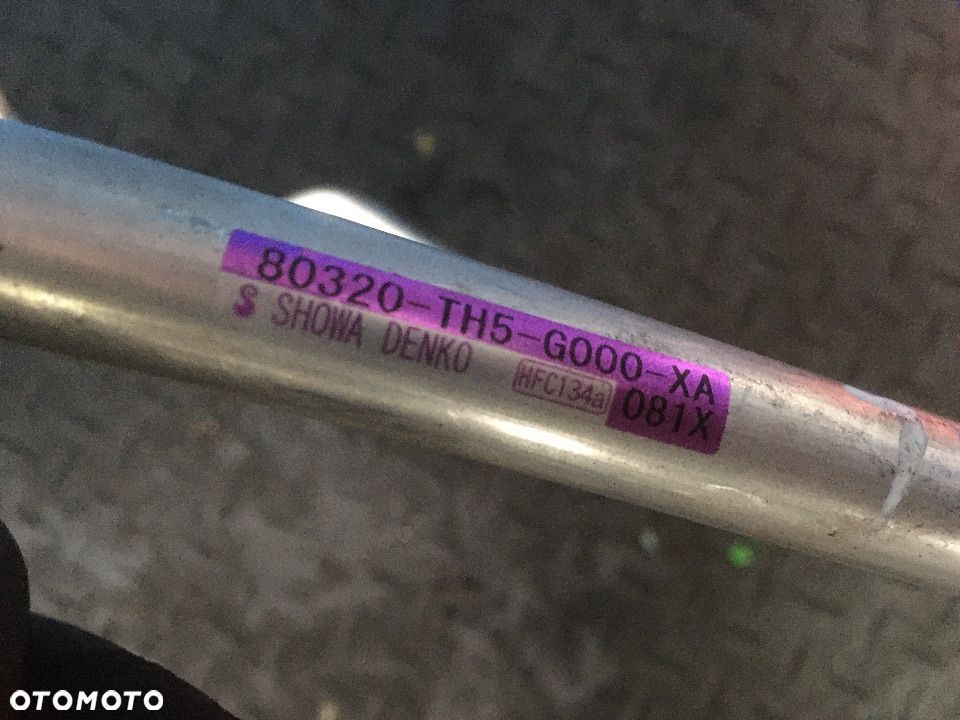 80320-TH5-G000-XA
S SHOWA DENKO HFC134a 081X
OTOMOTO